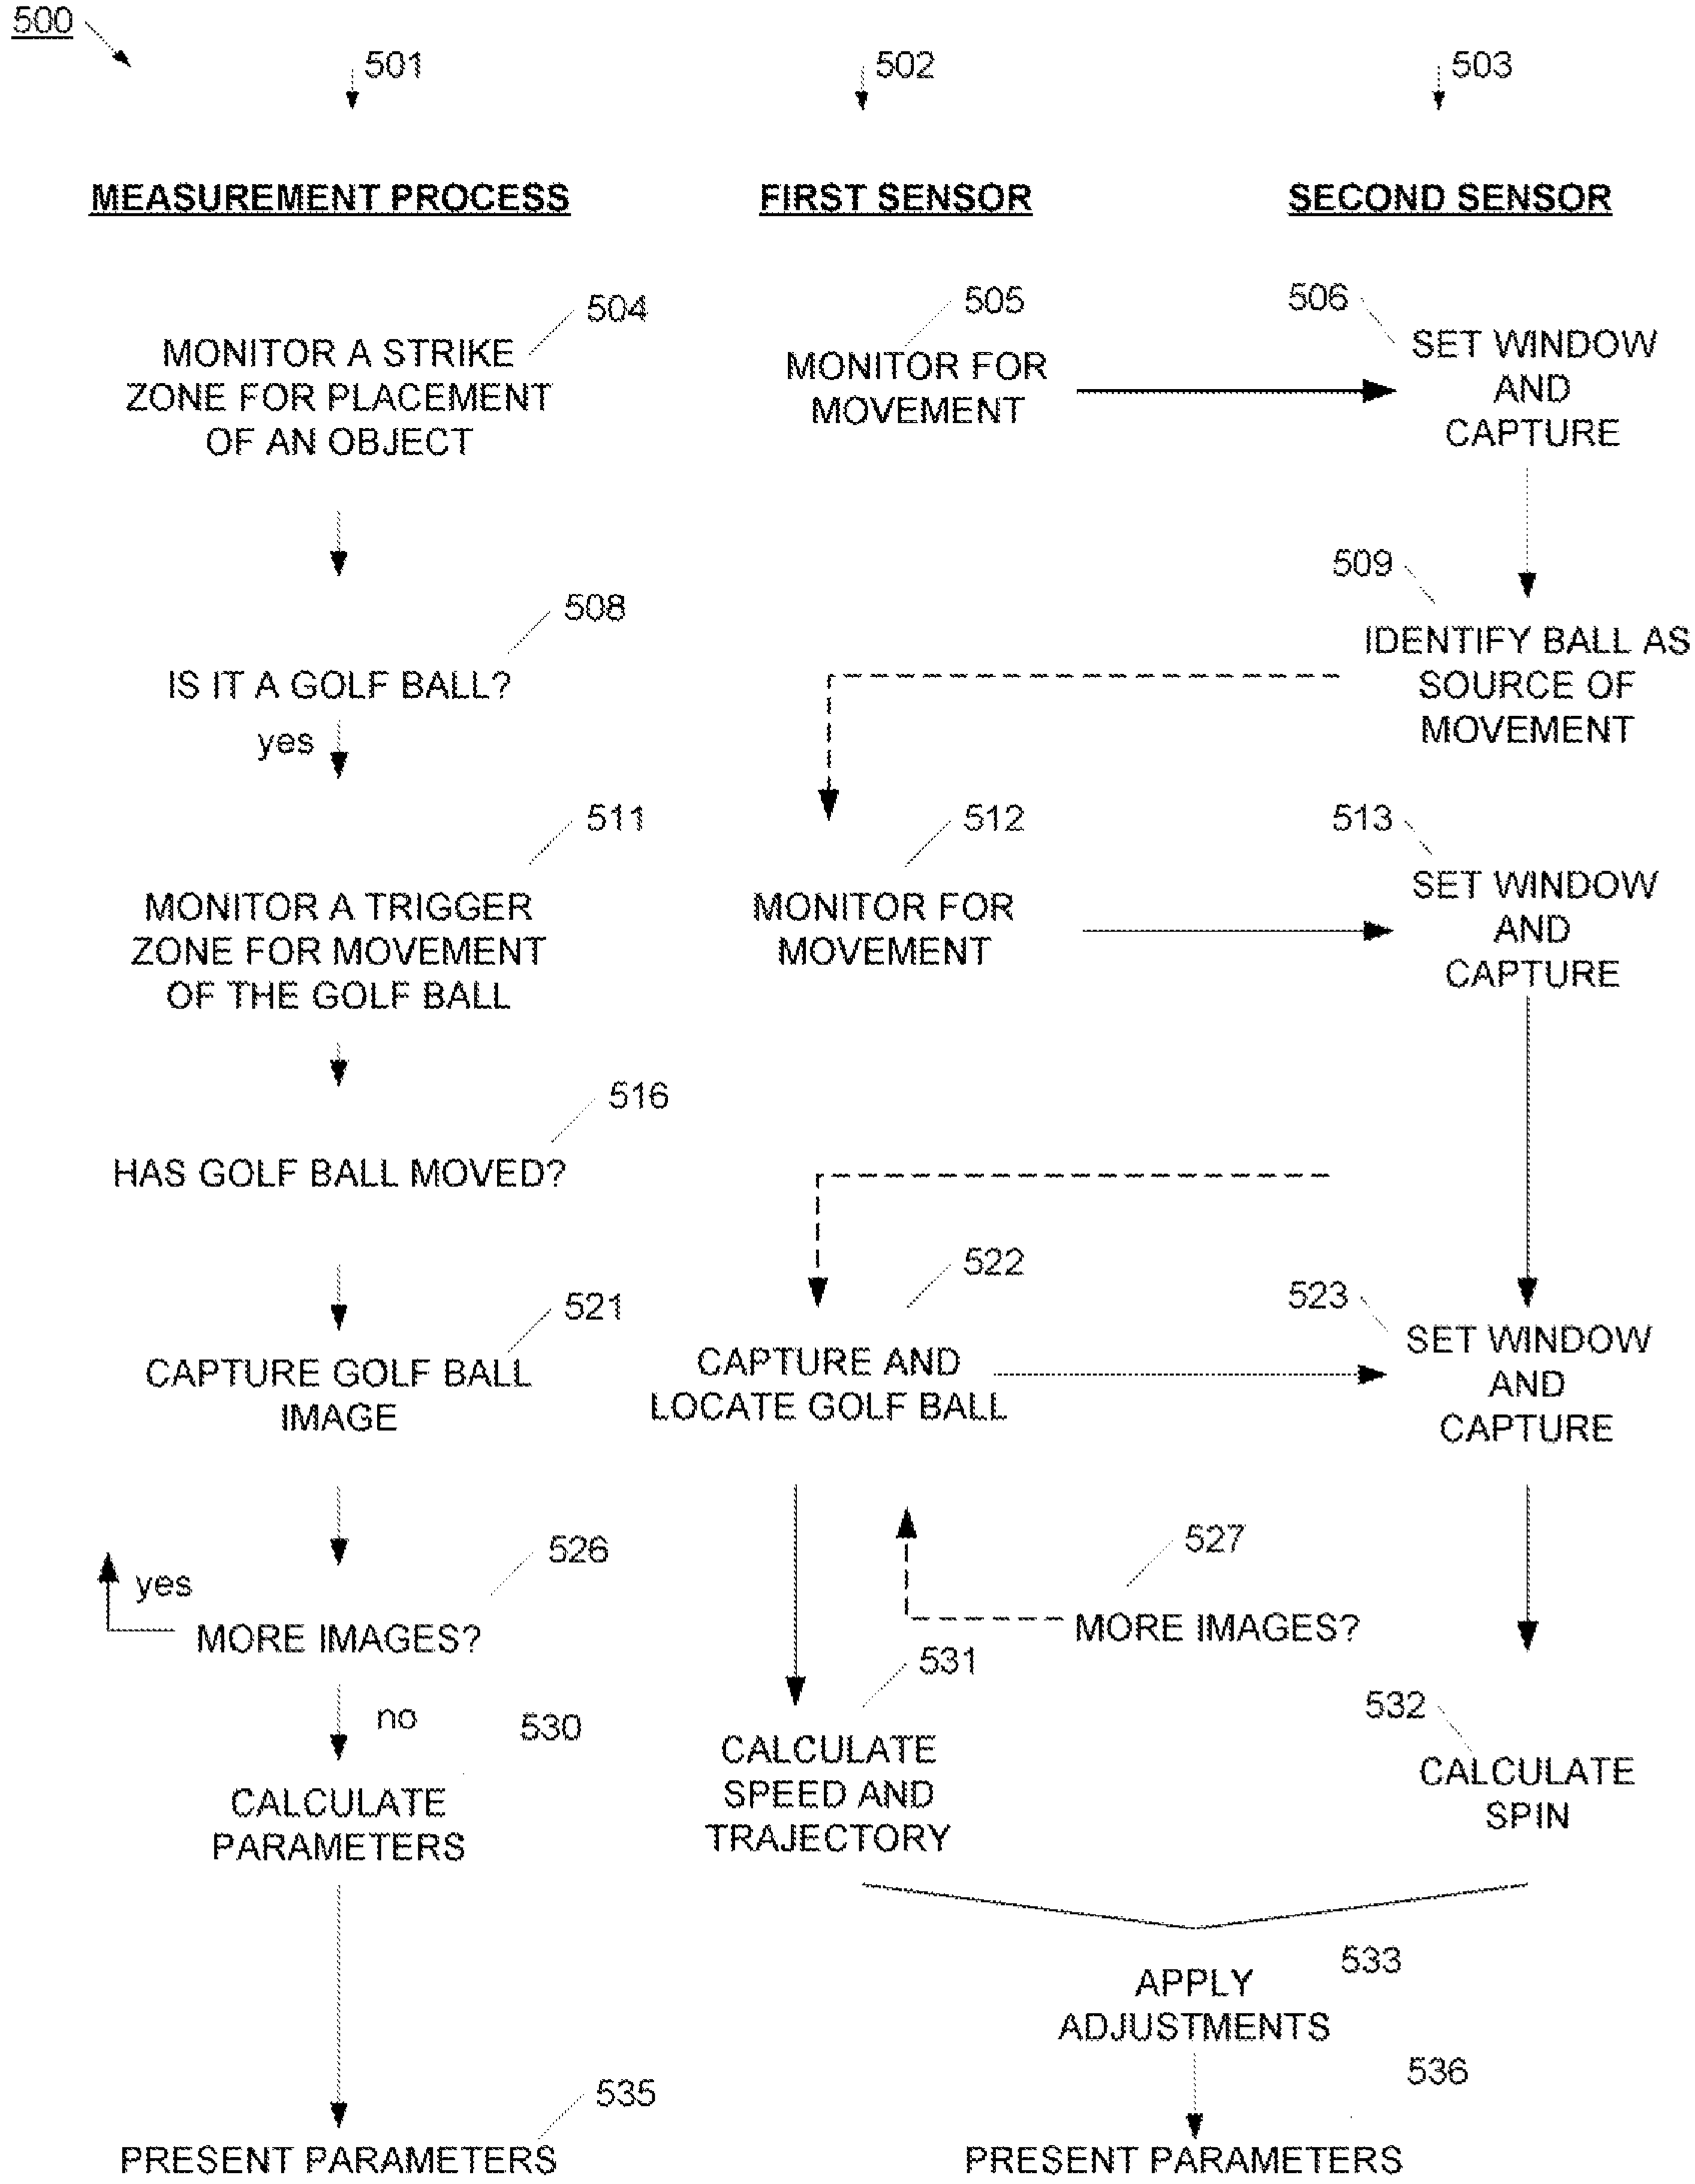 500
501
502
503
MEASUREMENT PROCESS
FIRST SENSOR
SECOND SENSOR
504
MONITOR A STRIKE
ZONE FOR PLACEMENT
OF AN OBJECT
505
MONITOR FOR
MOVEMENT
506
SET WINDOW
AND
CAPTURE
508
IS IT A GOLF BALL?
yes
509
IDENTIFY BALL AS
SOURCE OF
MOVEMENT
511
MONITOR A TRIGGER
ZONE FOR MOVEMENT
OF THE GOLF BALL
512
MONITOR FOR
MOVEMENT
513
SET WINDOW
AND
CAPTURE
516
HAS GOLF BALL MOVED?
521
CAPTURE GOLF BALL
IMAGE
522
CAPTURE AND
LOCATE GOLF BALL
523
SET WINDOW
AND
CAPTURE
526
yes
MORE IMAGES?
no
527
MORE IMAGES?
530
CALCULATE
PARAMETERS
531
CALCULATE
SPEED AND
TRAJECTORY
532
CALCULATE
SPIN
533
APPLY
ADJUSTMENTS
535
PRESENT PARAMETERS
536
PRESENT PARAMETERS